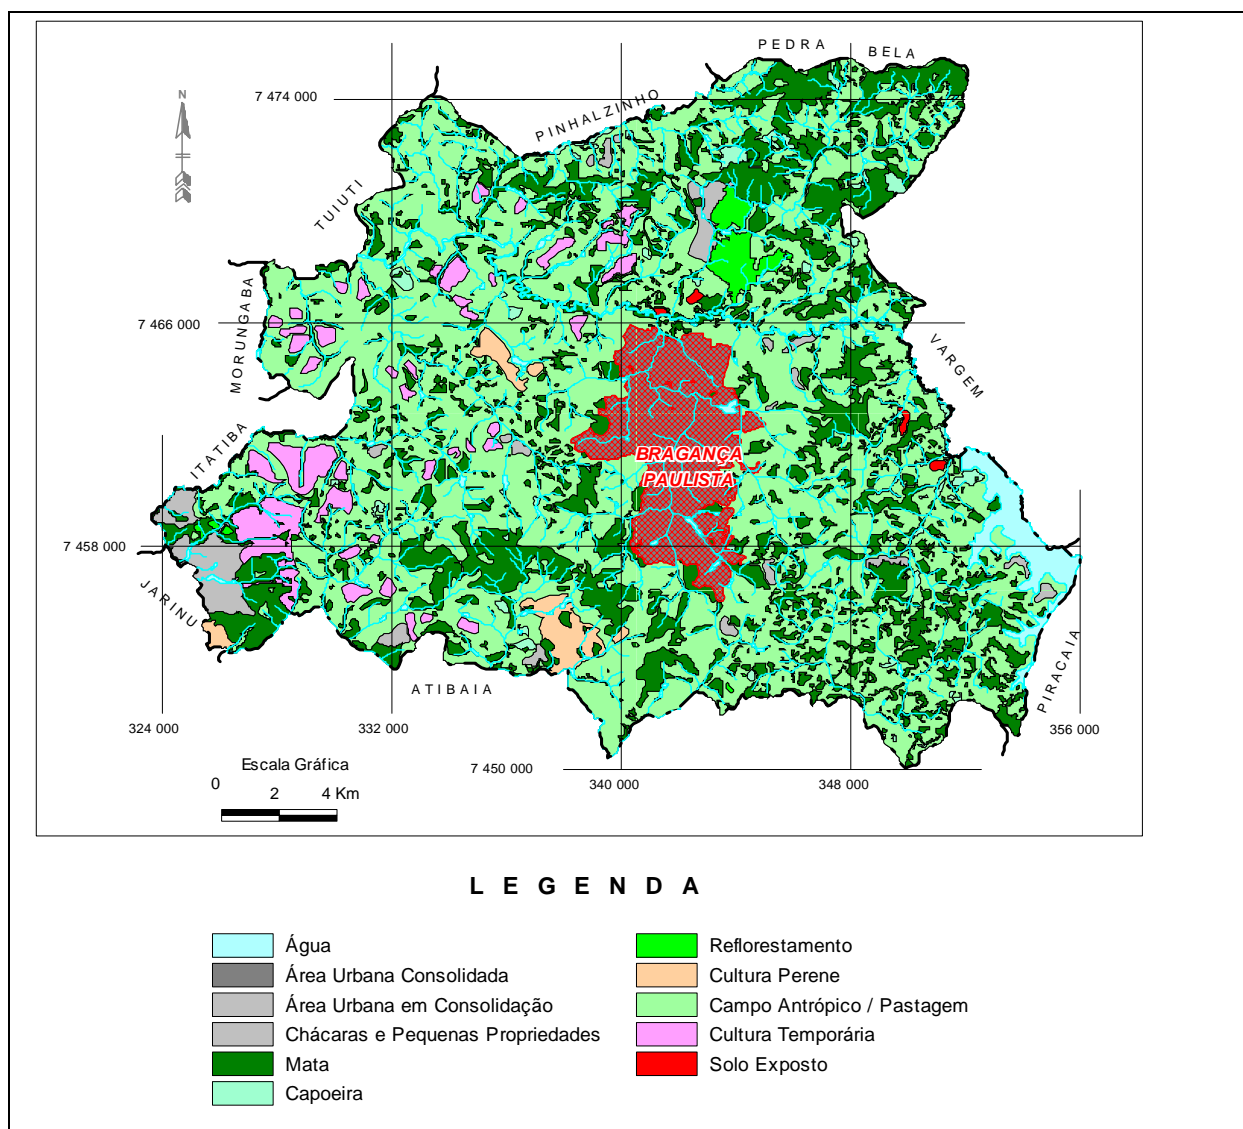 PEDRA BELA
N
7 474 000
PINHALZINHO
TUIUTI
MORUNGABA
7 466 000
VARGEM
ITATIBA
BRAGANÇA
PAULISTA
7 458 000
JARINU
PIRACAIA
ATIBAIA
324 000
332 000
356 000
Escala Gráfica
7 450 000
0 2 4 Km
340 000
348 000
LEGENDA
Água
Área Urbana Consolidada
Área Urbana em Consolidação
Chácaras e Pequenas Propriedades
Mata
Capoeira
Reflorestamento
Cultura Perene
Campo Antrópico / Pastagem
Cultura Temporária
Solo Exposto